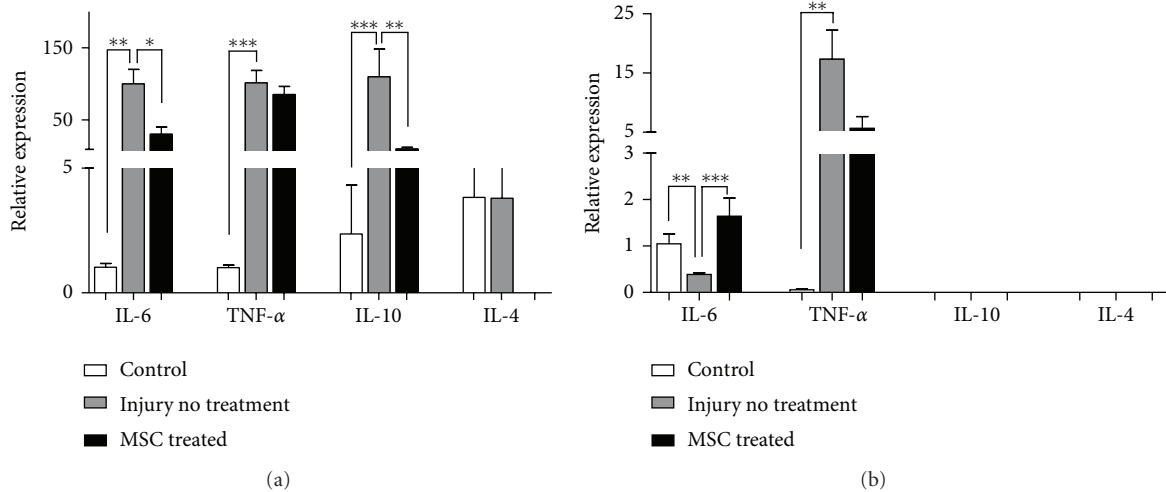 150
50
5
0
Relative expression
** * *** *** **
IL-6 TNF-α IL-10 IL-4
Control
Injury no treatment
MSC treated
(a)
25
15
5
3
2
1
0
Relative expression
** *** **
IL-6 TNF-α IL-10 IL-4
Control
Injury no treatment
MSC treated
(b)